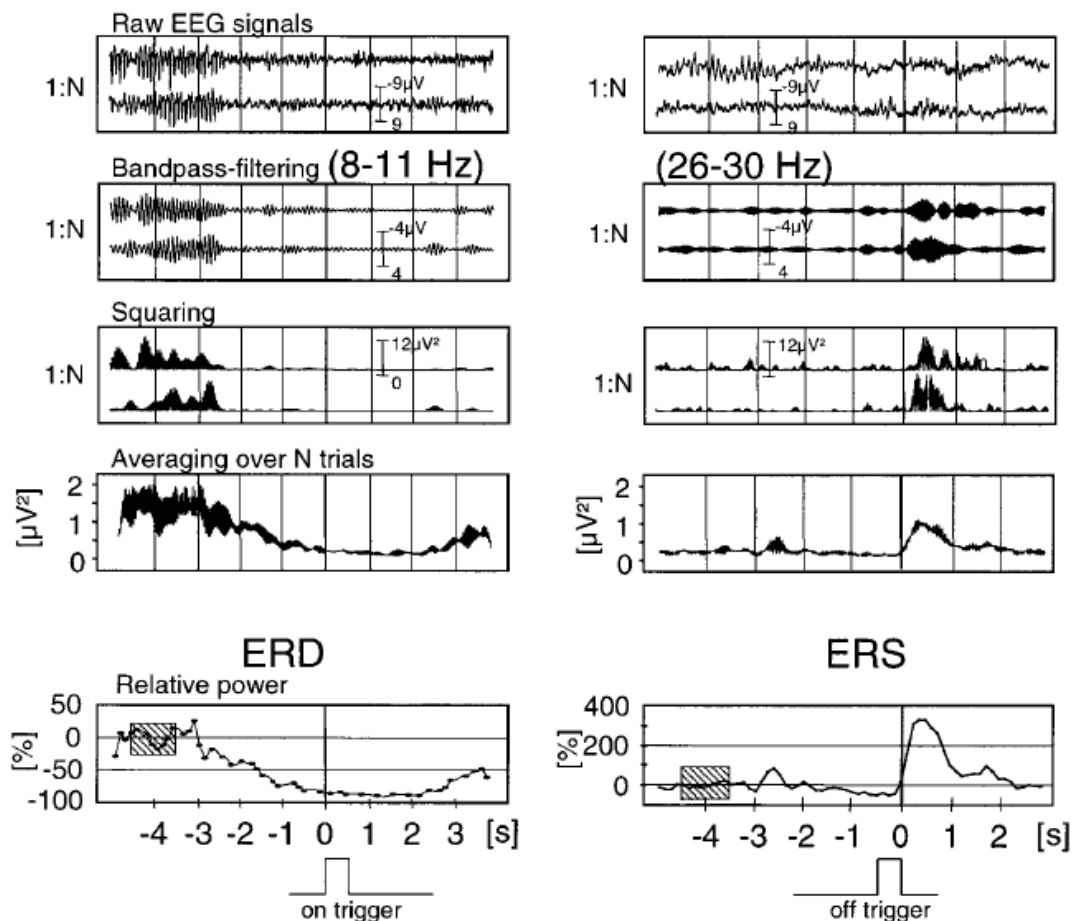 Raw EEG signals
1:N
-9µV
9
1:N
-9µV
9
Bandpass-filtering (8-11 Hz)
(26-30 Hz)
1:N
-4µV
4
1:N
-4µV
4
Squaring
1:N
12µV²
0
1:N
12µV²
0
Averaging over N trials
[µV²]
2
1
0
[µV²]
2
1
0
ERD
ERS
Relative power
[%]
50
0
-50
-100
-4 -3 -2 -1 0 1 2 3 [s]
on trigger
[%]
400
200
0
-4 -3 -2 -1 0 1 2 [s]
off trigger